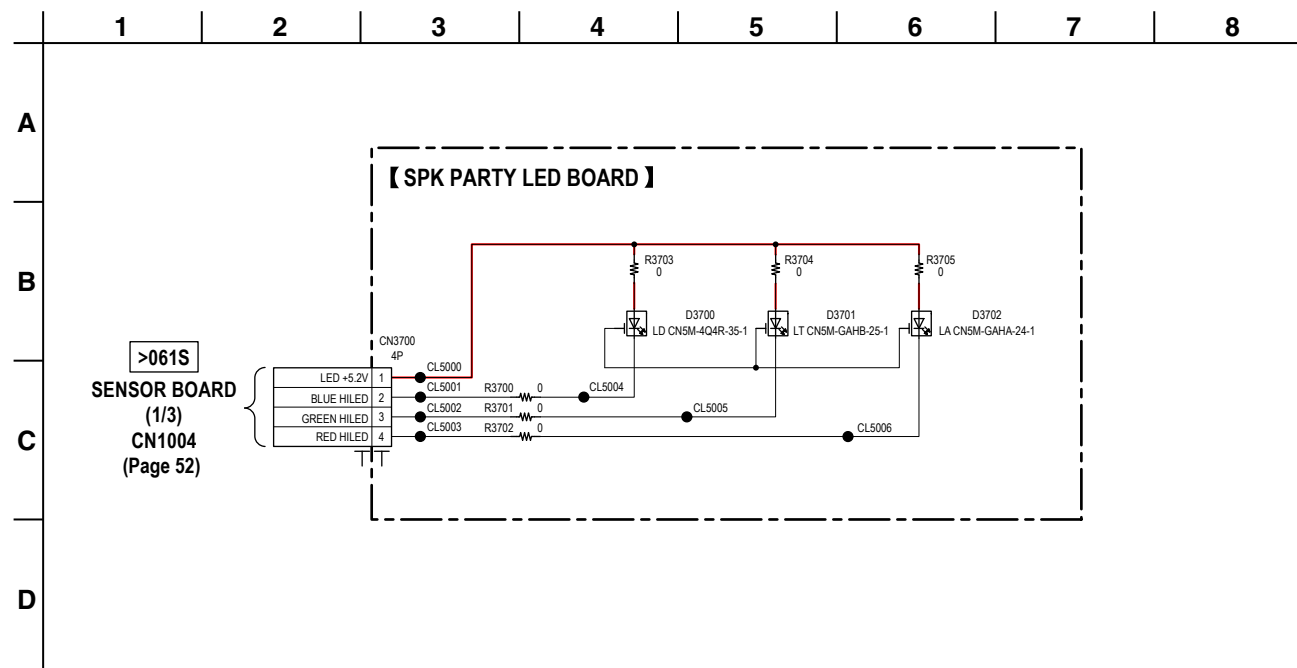 1 2 3 4 5 6 7 8
A
【 SPK PARTY LED BOARD 】
B
R3703
0
R3704
0
R3705
0
D3700
LD CN5M-4Q4R-35-1
D3701
LT CN5M-GAHB-25-1
D3702
LA CN5M-GAHA-24-1
CN3700
4P
>061S
SENSOR BOARD
(1/3)
CN1004
(Page 52)
C
LED +5.2V 1 CL5000
BLUE HILED 2 CL5001 R3700 0 CL5004
GREEN HILED 3 CL5002 R3701 0 CL5005
RED HILED 4 CL5003 R3702 0 CL5006
D